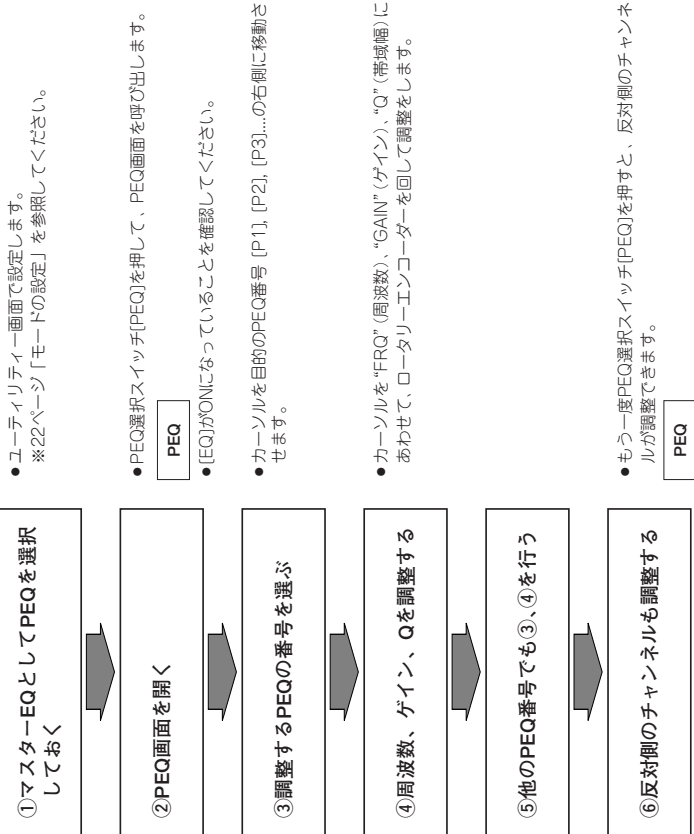 ①マスターEQとしてPEQを選択
しておく
●ユーティリティー画面で設定します。
※22ページ「モードの設定」を参照してください。
②PEQ画面を開く
●PEQ選択スイッチ[PEQ]を押して、PEQ画面を呼び出します。
PEQ
●[EQ]がONになっていることを確認してください。
③調整するPEQの番号を選ぶ
●カーソルを目的のPEQ番号 [P1], [P2], [P3]....の右側に移動さ
せます。
④周波数、ゲイン、Qを調整する
●カーソルを“FRQ”(周波数)、“GAIN”(ゲイン)、“Q”(帯域幅)に
あわせて、ロータリーエンコーダーを回して調整をします。
⑤他のPEQ番号でも③、④を行う
⑥反対側のチャンネルも調整する
●もう一度PEQ選択スイッチ[PEQ]を押すと、反対側のチャンネ
ルが調整できます。
PEQ